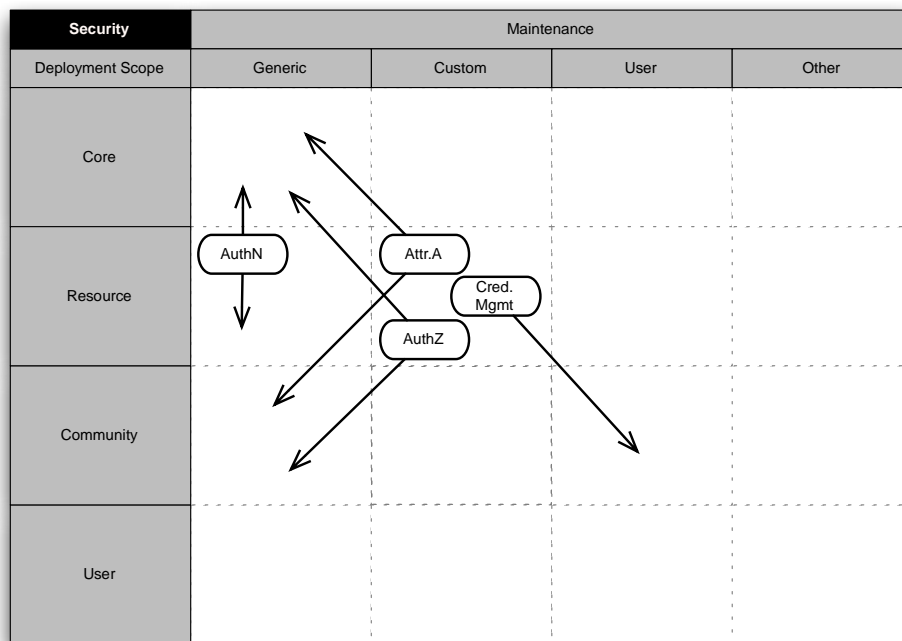 Security
Maintenance
Deployment Scope
Generic
Custom
User
Other
Core
AuthN
Attr.A
Resource
Cred.
Mgmt
AuthZ
Community
User